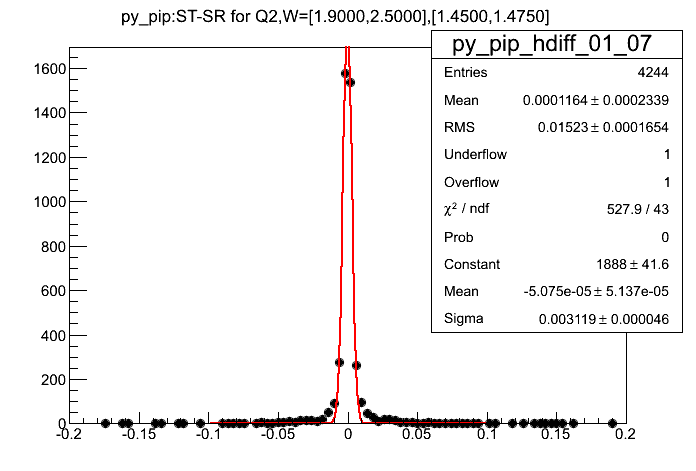 py_pip:ST-SR for Q2,W=[1.9000,2.5000],[1.4500,1.4750]
py_pip_hdiff_01_07
Entries 4244
Mean 0.0001164 ± 0.0002339
RMS 0.01523 ± 0.0001654
Underflow 1
Overflow 1
χ² / ndf 527.9 / 43
Prob 0
Constant 1888 ± 41.6
Mean -5.075e-05 ± 5.137e-05
Sigma 0.003119 ± 0.000046
1600
1400
1200
1000
800
600
400
200
0
-0.2 -0.15 -0.1 -0.05 0 0.05 0.1 0.15 0.2